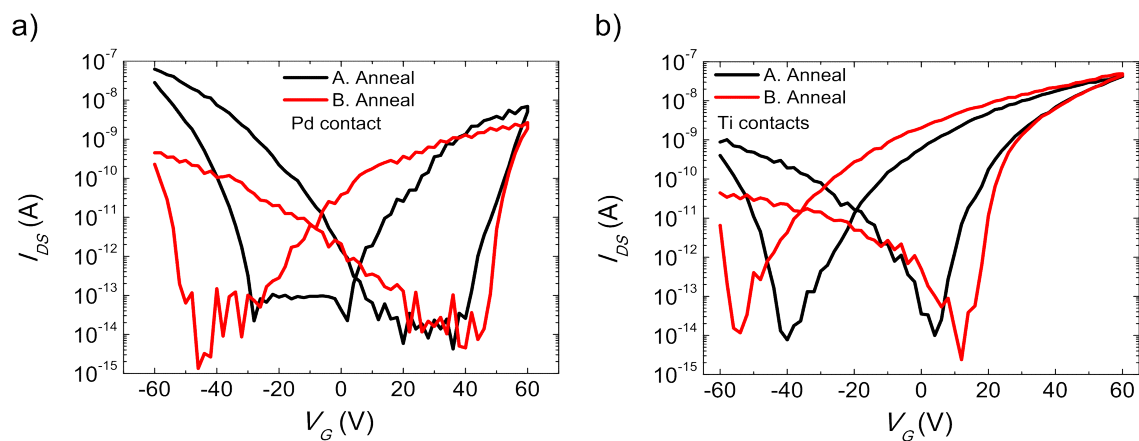 a)
10⁻⁷
10⁻⁸
10⁻⁹
10⁻¹⁰
10⁻¹¹
10⁻¹²
10⁻¹³
10⁻¹⁴
10⁻¹⁵
I_DS (A)
A. Anneal
B. Anneal
Pd contact
-60 -40 -20 0 20 40 60
V_G (V)
b)
10⁻⁷
10⁻⁸
10⁻⁹
10⁻¹⁰
10⁻¹¹
10⁻¹²
10⁻¹³
10⁻¹⁴
10⁻¹⁵
I_DS (A)
A. Anneal
B. Anneal
Ti contacts
-60 -40 -20 0 20 40 60
V_G (V)